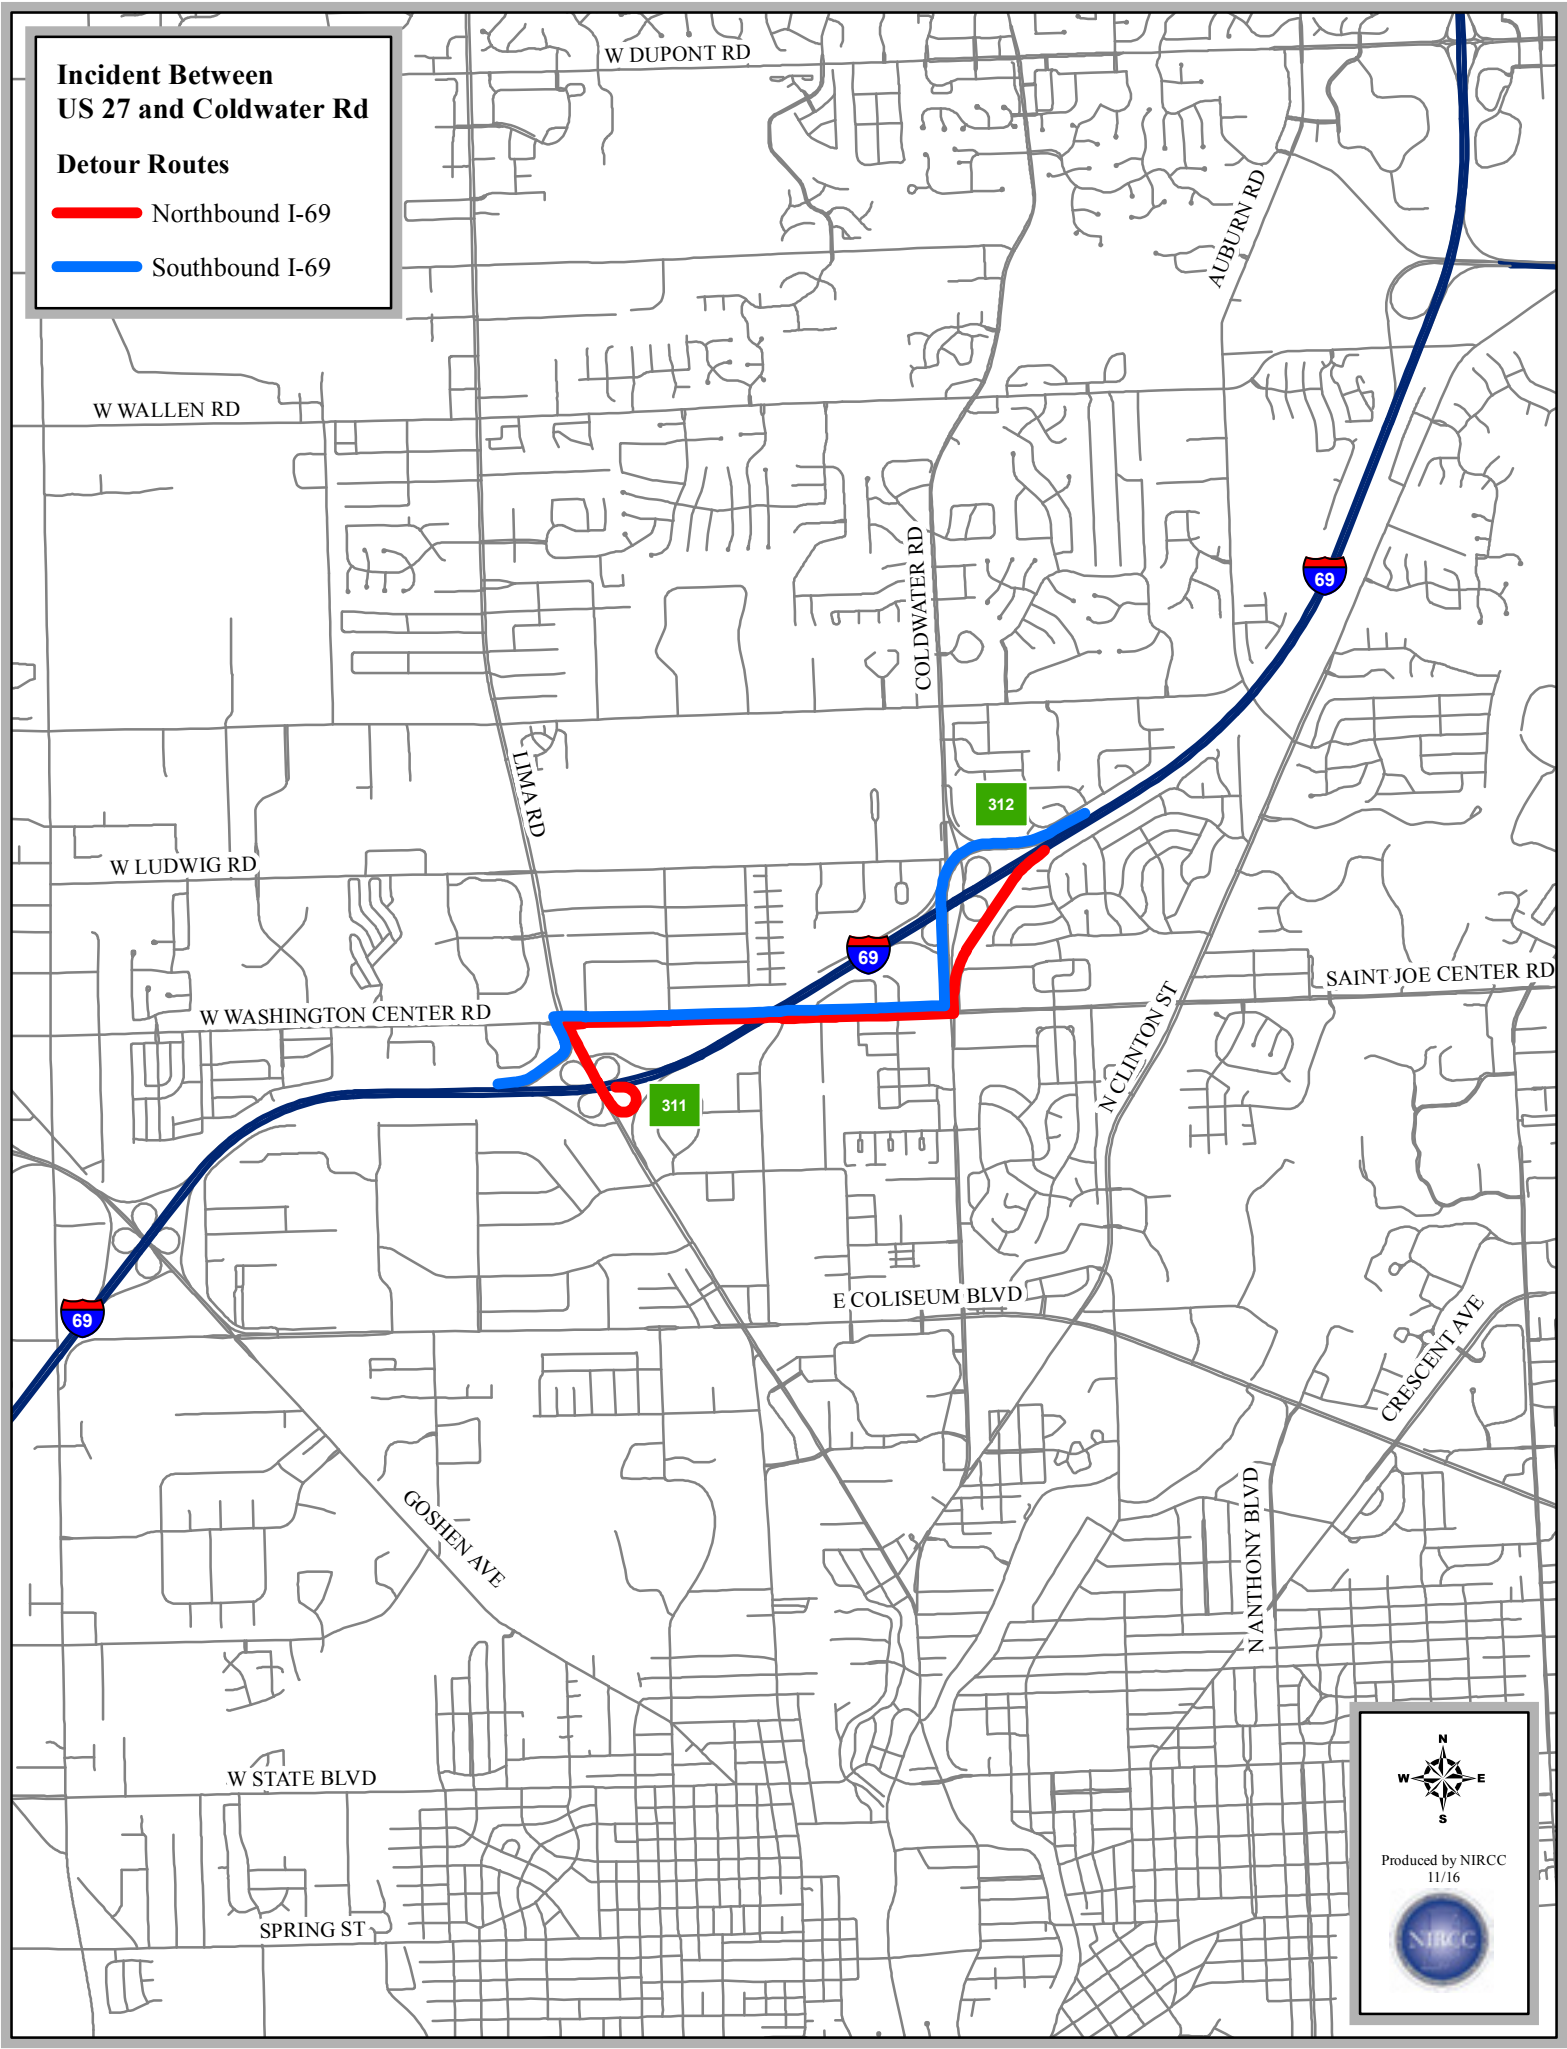 Incident Between
US 27 and Coldwater Rd
Detour Routes
Northbound I-69
Southbound I-69
W DUPONT RD
AUBURN RD
W WALLEN RD
COLDWATER RD
69
LIMA RD
312
W LUDWIG RD
69
SAINT JOE CENTER RD
W WASHINGTON CENTER RD
N CLINTON ST
311
E COLISEUM BLVD
69
CRESCENT AVE
GOSHEN AVE
N ANTHONY BLVD
W STATE BLVD
SPRING ST
N
W E
S
Produced by NIRCC
11/16
NIRCC